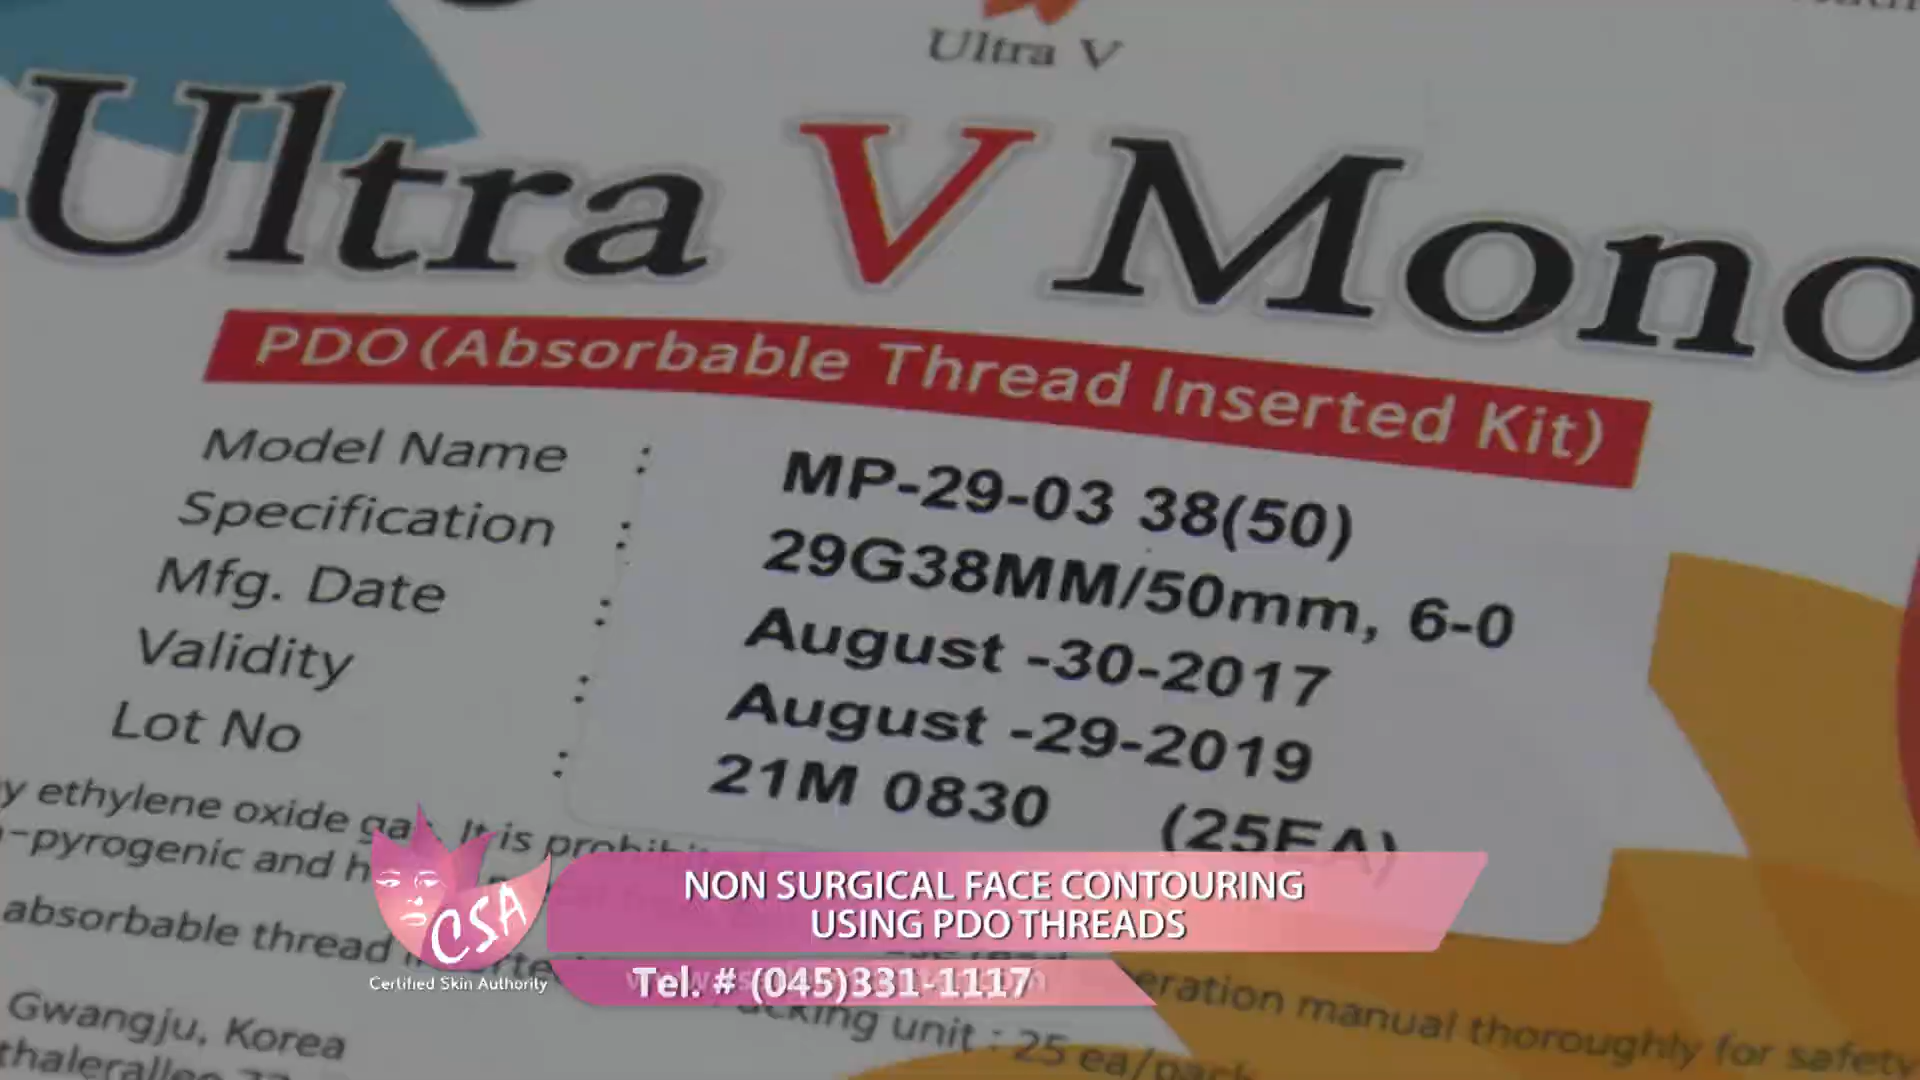 Ultra V
Ultra V Mono
PDO (Absorbable Thread Inserted Kit)
Model Name : MP-29-03 38(50)
Specification : 29G38MM/50mm, 6-0
Mfg. Date : August -30-2017
Validity : August -29-2019
Lot No : 21M 0830 (25EA)
y ethylene oxide gas. It is prohibit
-pyrogenic and h
absorbable thread
eration manual thoroughly for safety
Gwangju, Korea
packing unit : 25 ea/pack
CSA
Certified Skin Authority
NON SURGICAL FACE CONTOURING
USING PDO THREADS
Tel. # (045)331-1117